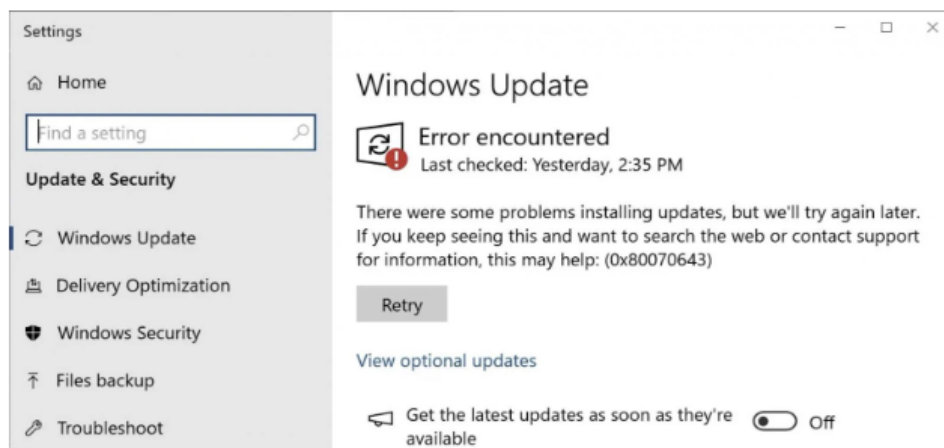 Settings
Home
Find a setting
Update & Security
Windows Update
Delivery Optimization
Windows Security
Files backup
Troubleshoot
Windows Update
Error encountered
Last checked: Yesterday, 2:35 PM
There were some problems installing updates, but we'll try again later.
If you keep seeing this and want to search the web or contact support
for information, this may help: (0x80070643)
Retry
View optional updates
Get the latest updates as soon as they're
available
Off